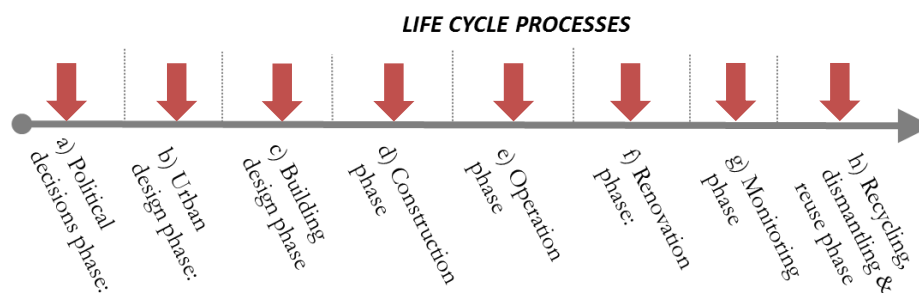 LIFE CYCLE PROCESSES
a) Political
decisions phase:
b) Urban
design phase:
c) Building
design phase
d) Construction
phase
e) Operation
phase
f) Renovation
phase:
g) Monitoring
phase
h) Recycling,
dismantling &
reuse phase